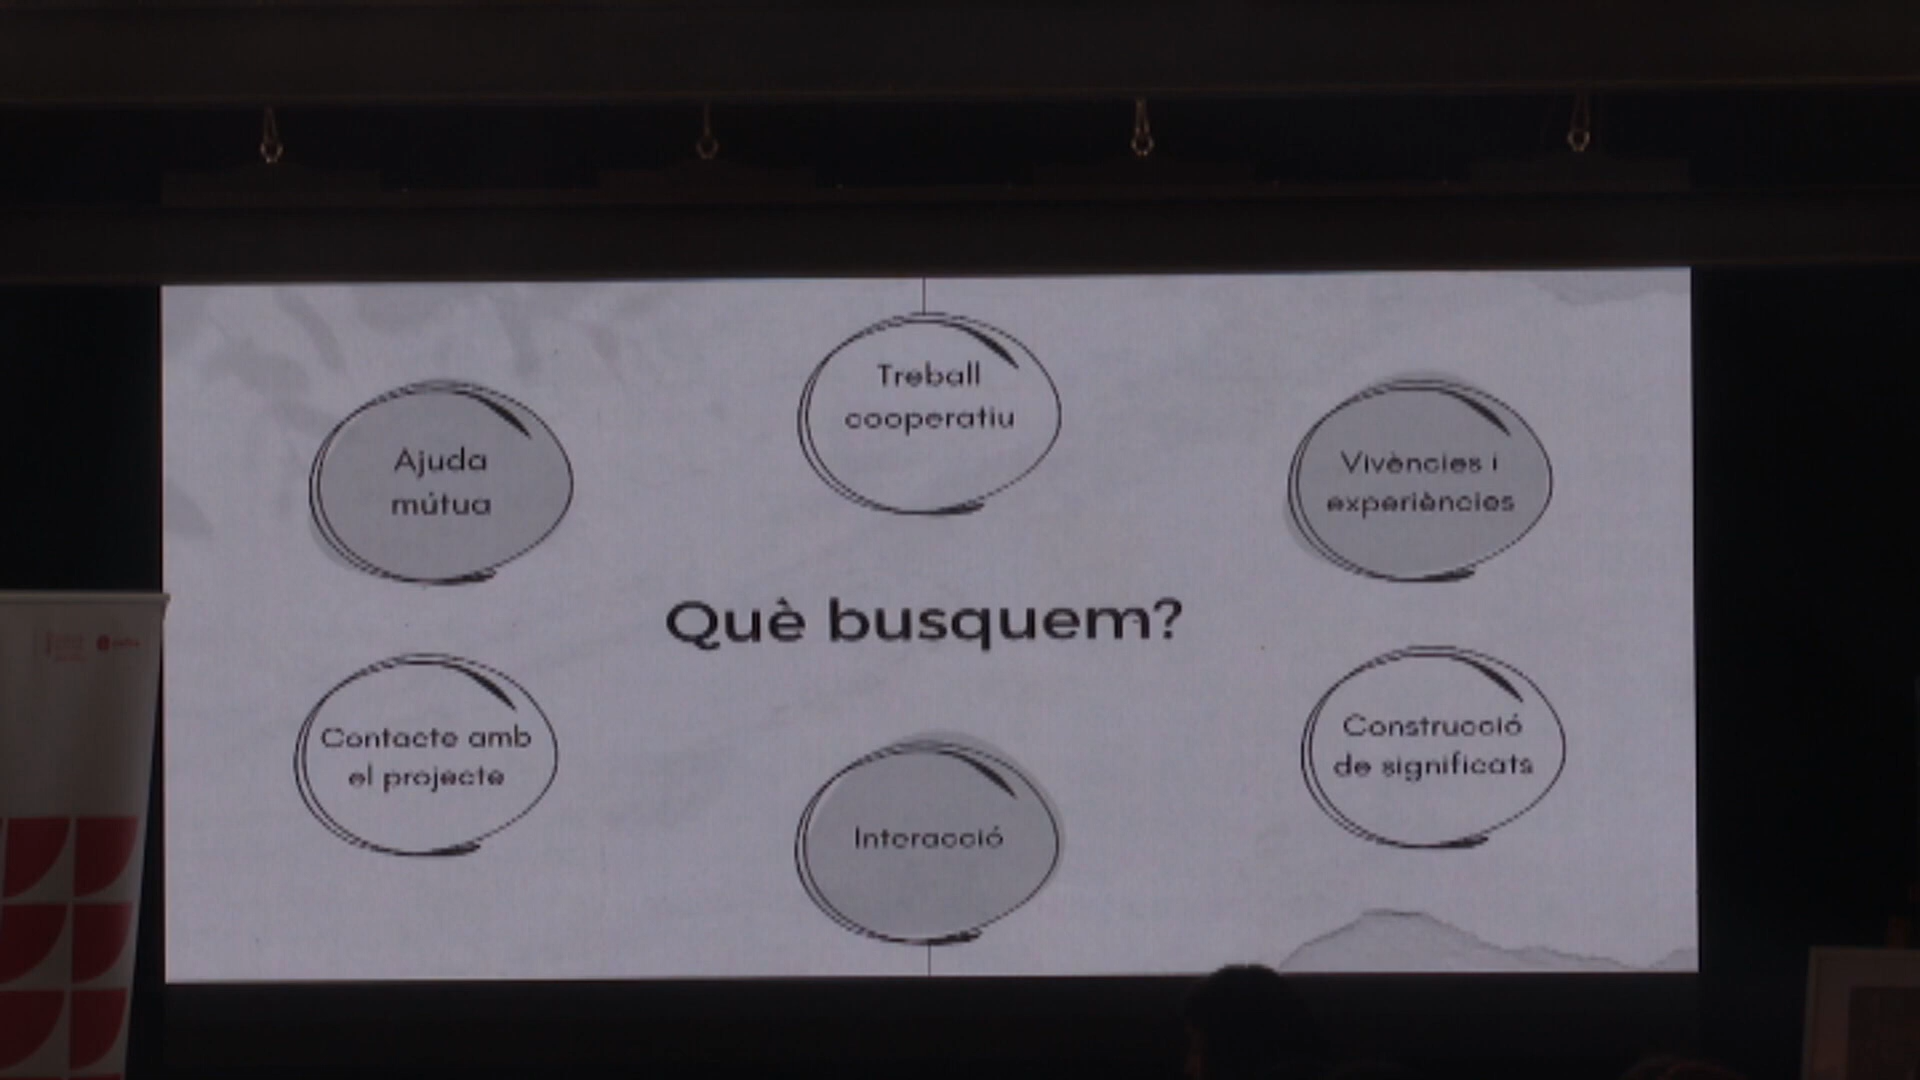 Treball
cooperatiu
Ajuda
mútua
Vivències i
experiències
Què busquem?
Contacte amb
el projecte
Construcció
de significats
Interacció